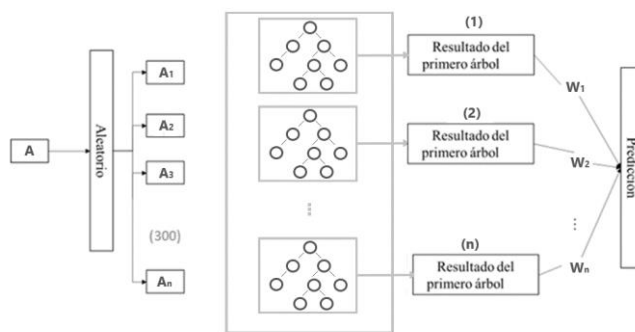 A
Aleatorio
A1
A2
A3
(300)
An
(1)
Resultado del
primero árbol
(2)
Resultado del
primero árbol
(n)
Resultado del
primero árbol
W1
W2
Wn
Predicción